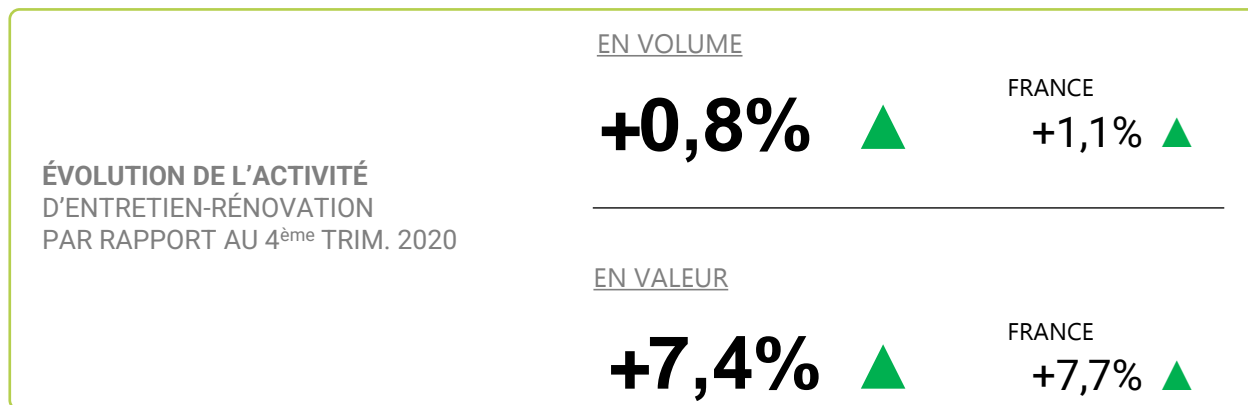 EN VOLUME
+0,8%
FRANCE
+1,1%
ÉVOLUTION DE L’ACTIVITÉ
D’ENTRETIEN-RÉNOVATION
PAR RAPPORT AU 4ème TRIM. 2020
EN VALEUR
+7,4%
FRANCE
+7,7%